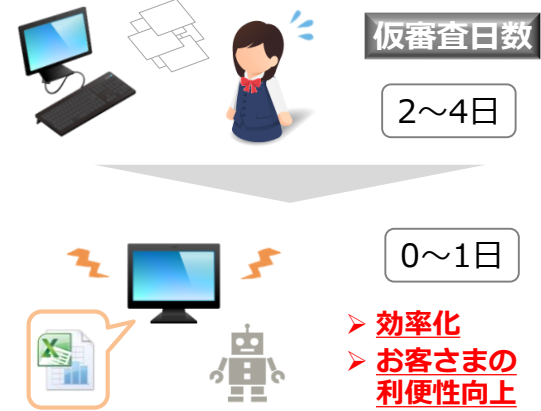 仮審査日数
2～4日
0～1日
➢ 効率化
➢ お客さまの
利便性向上
X